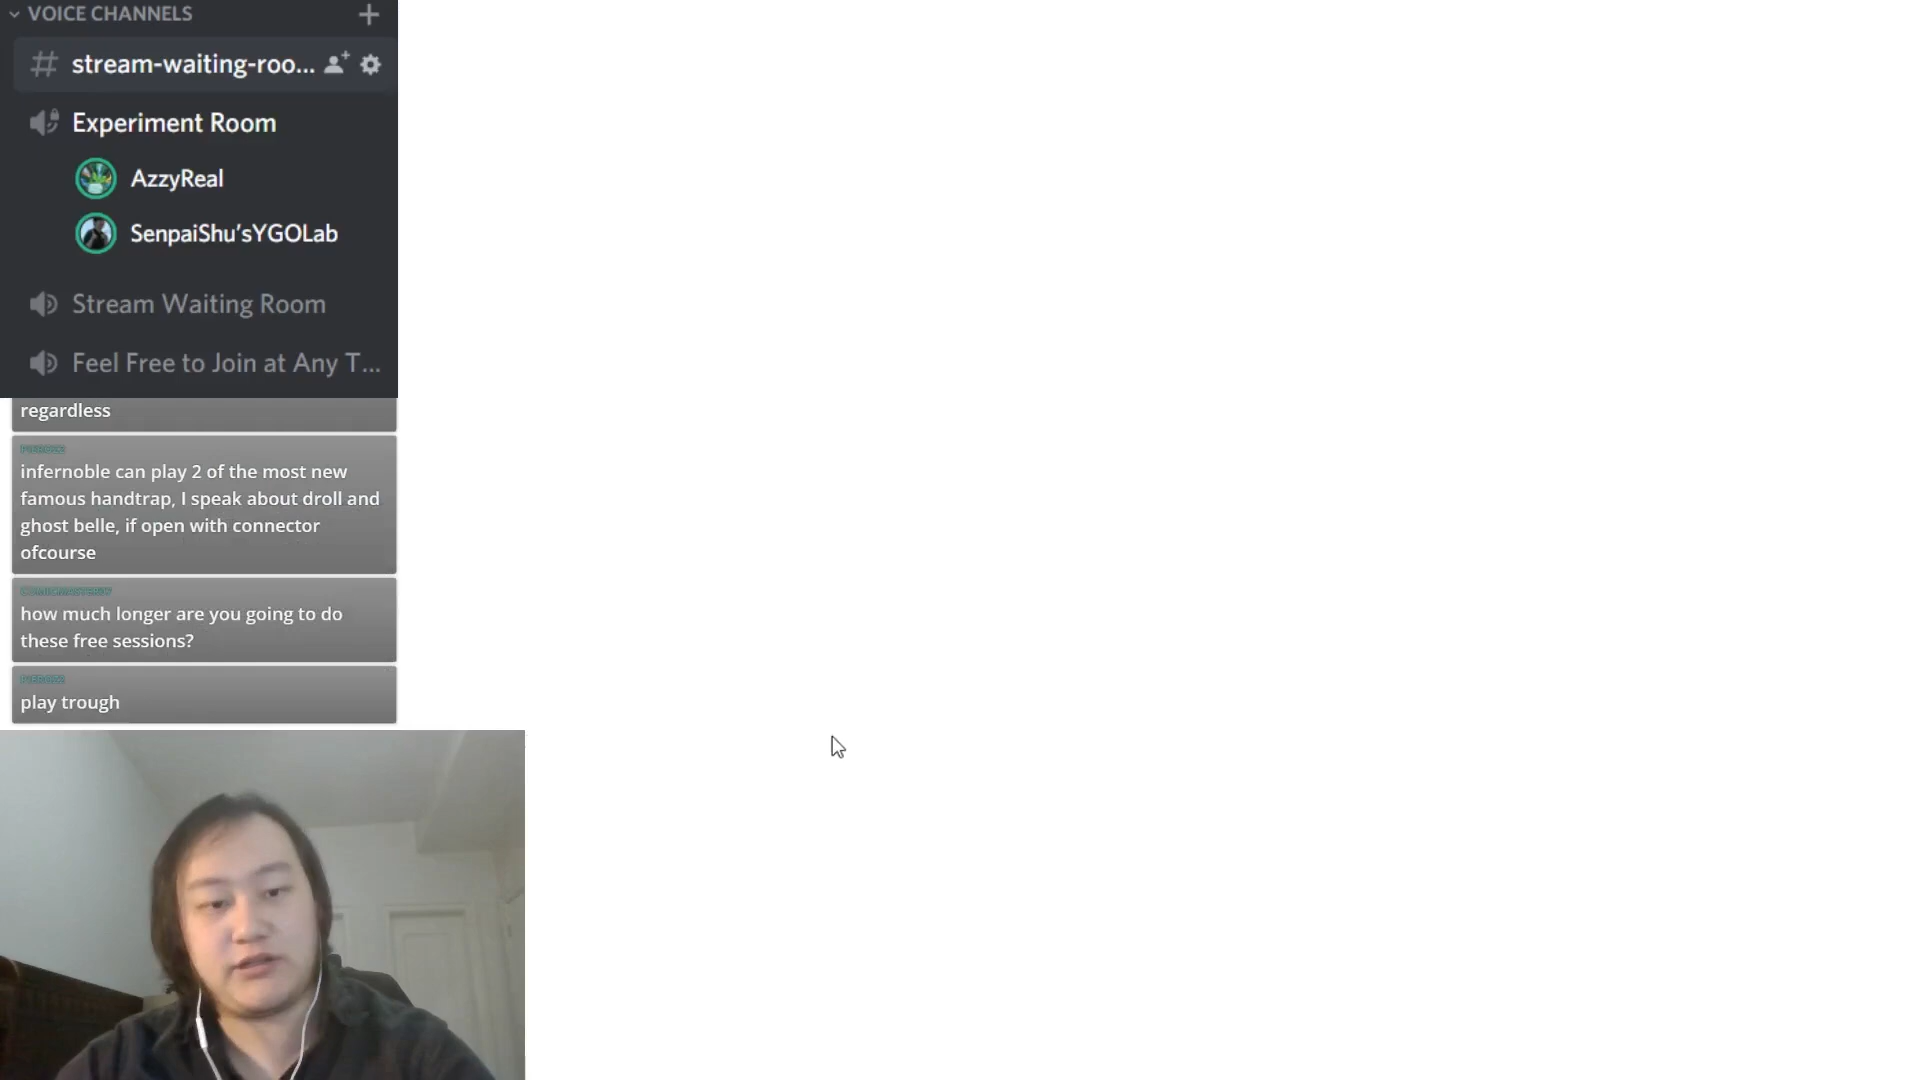 VOICE CHANNELS
stream-waiting-roo...
Experiment Room
AzzyReal
SenpaiShu'sYGOLab
Stream Waiting Room
Feel Free to Join at Any T...
regardless
infernoble can play 2 of the most new
famous handtrap, I speak about droll and
ghost belle, if open with connector
ofcourse
how much longer are you going to do
these free sessions?
play trough